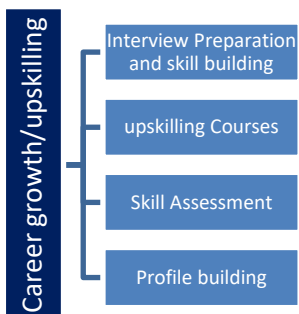 Career growth/upskilling
Interview Preparation
and skill building
upskilling Courses
Skill Assessment
Profile building